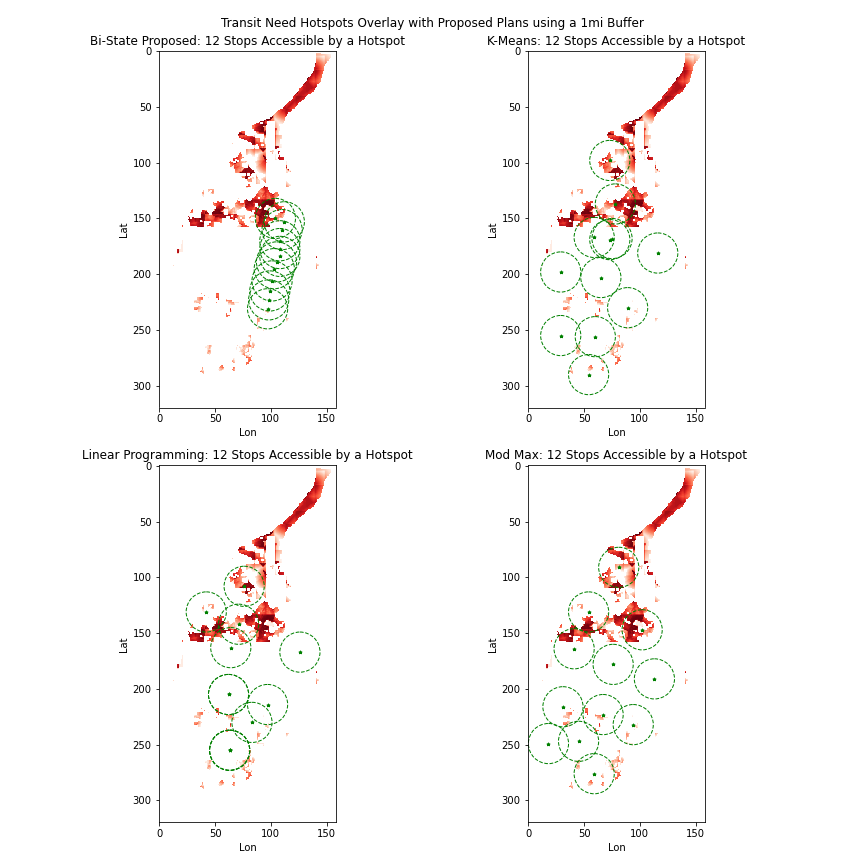 Transit Need Hotspots Overlay with Proposed Plans using a 1mi Buffer
Bi-State Proposed: 12 Stops Accessible by a Hotspot
0
50
100
150
200
250
300
Lat
0 50 100 150
Lon
K-Means: 12 Stops Accessible by a Hotspot
0
50
100
150
200
250
300
Lat
0 50 100 150
Lon
Linear Programming: 12 Stops Accessible by a Hotspot
0
50
100
150
200
250
300
Lat
0 50 100 150
Lon
Mod Max: 12 Stops Accessible by a Hotspot
0
50
100
150
200
250
300
Lat
0 50 100 150
Lon